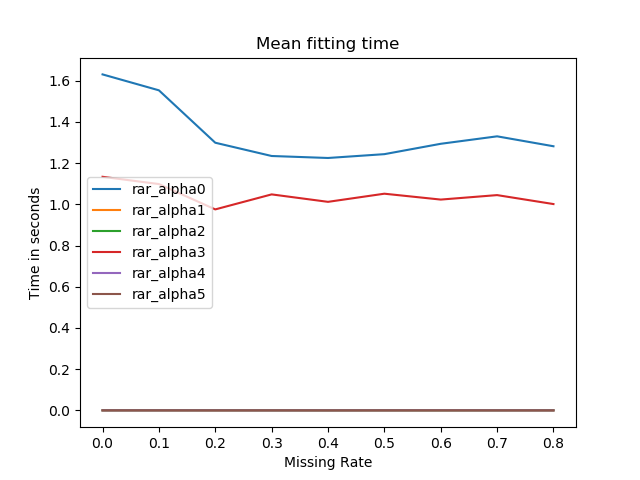 Mean fitting time
1.6
1.4
1.2
1.0
0.8
0.6
0.4
0.2
0.0
Time in seconds
rar_alpha0
rar_alpha1
rar_alpha2
rar_alpha3
rar_alpha4
rar_alpha5
0.0 0.1 0.2 0.3 0.4 0.5 0.6 0.7 0.8
Missing Rate